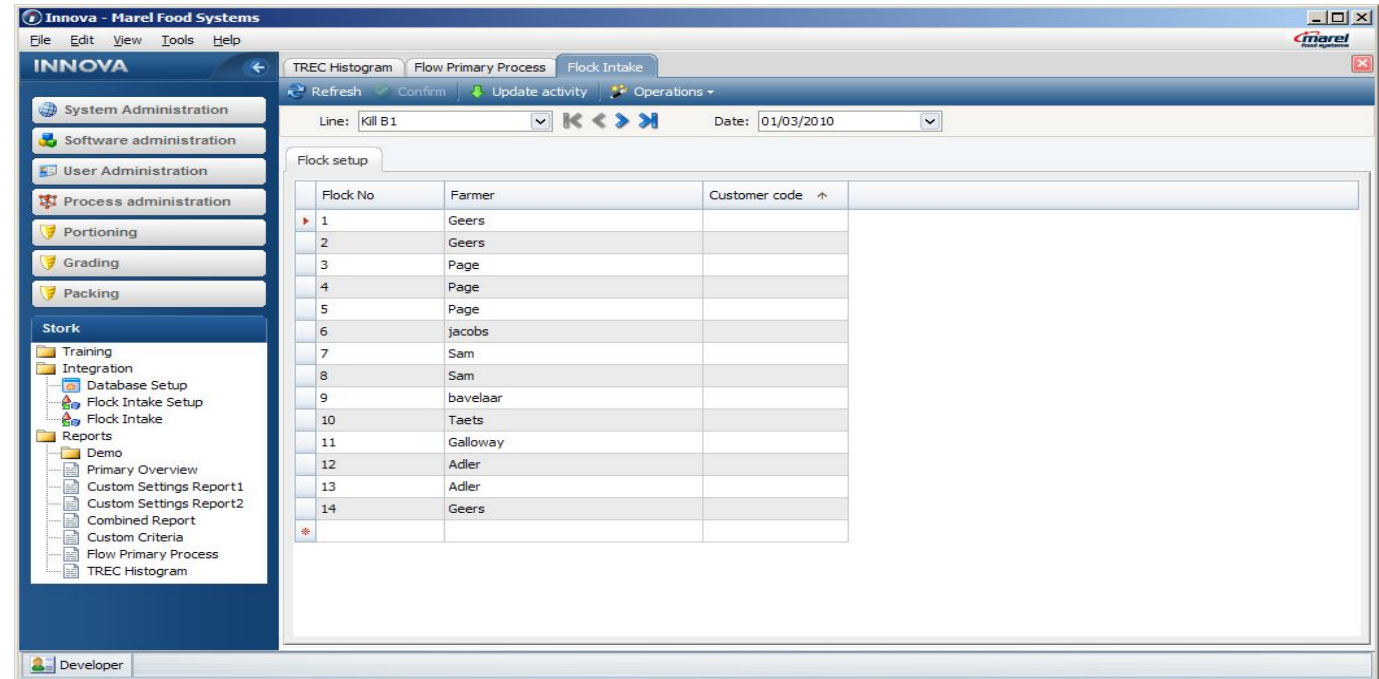 Innova - Marel Food Systems
File Edit View Tools Help
marel
food systems
INNOVA
TREC Histogram Flow Primary Process Flock Intake
Refresh Confirm Update activity Operations
Line: Kill B1 Date: 01/03/2010
System Administration
Software administration
User Administration
Process administration
Portioning
Grading
Packing
Stork
Training
Integration
Database Setup
Flock Intake Setup
Flock Intake
Reports
Demo
Primary Overview
Custom Settings Report1
Custom Settings Report2
Combined Report
Custom Criteria
Flow Primary Process
TREC Histogram
Flock setup
Flock No Farmer Customer code
1 Geers
2 Geers
3 Page
4 Page
5 Page
6 jacobs
7 Sam
8 Sam
9 bavelaar
10 Taets
11 Galloway
12 Adler
13 Adler
14 Geers
Developer